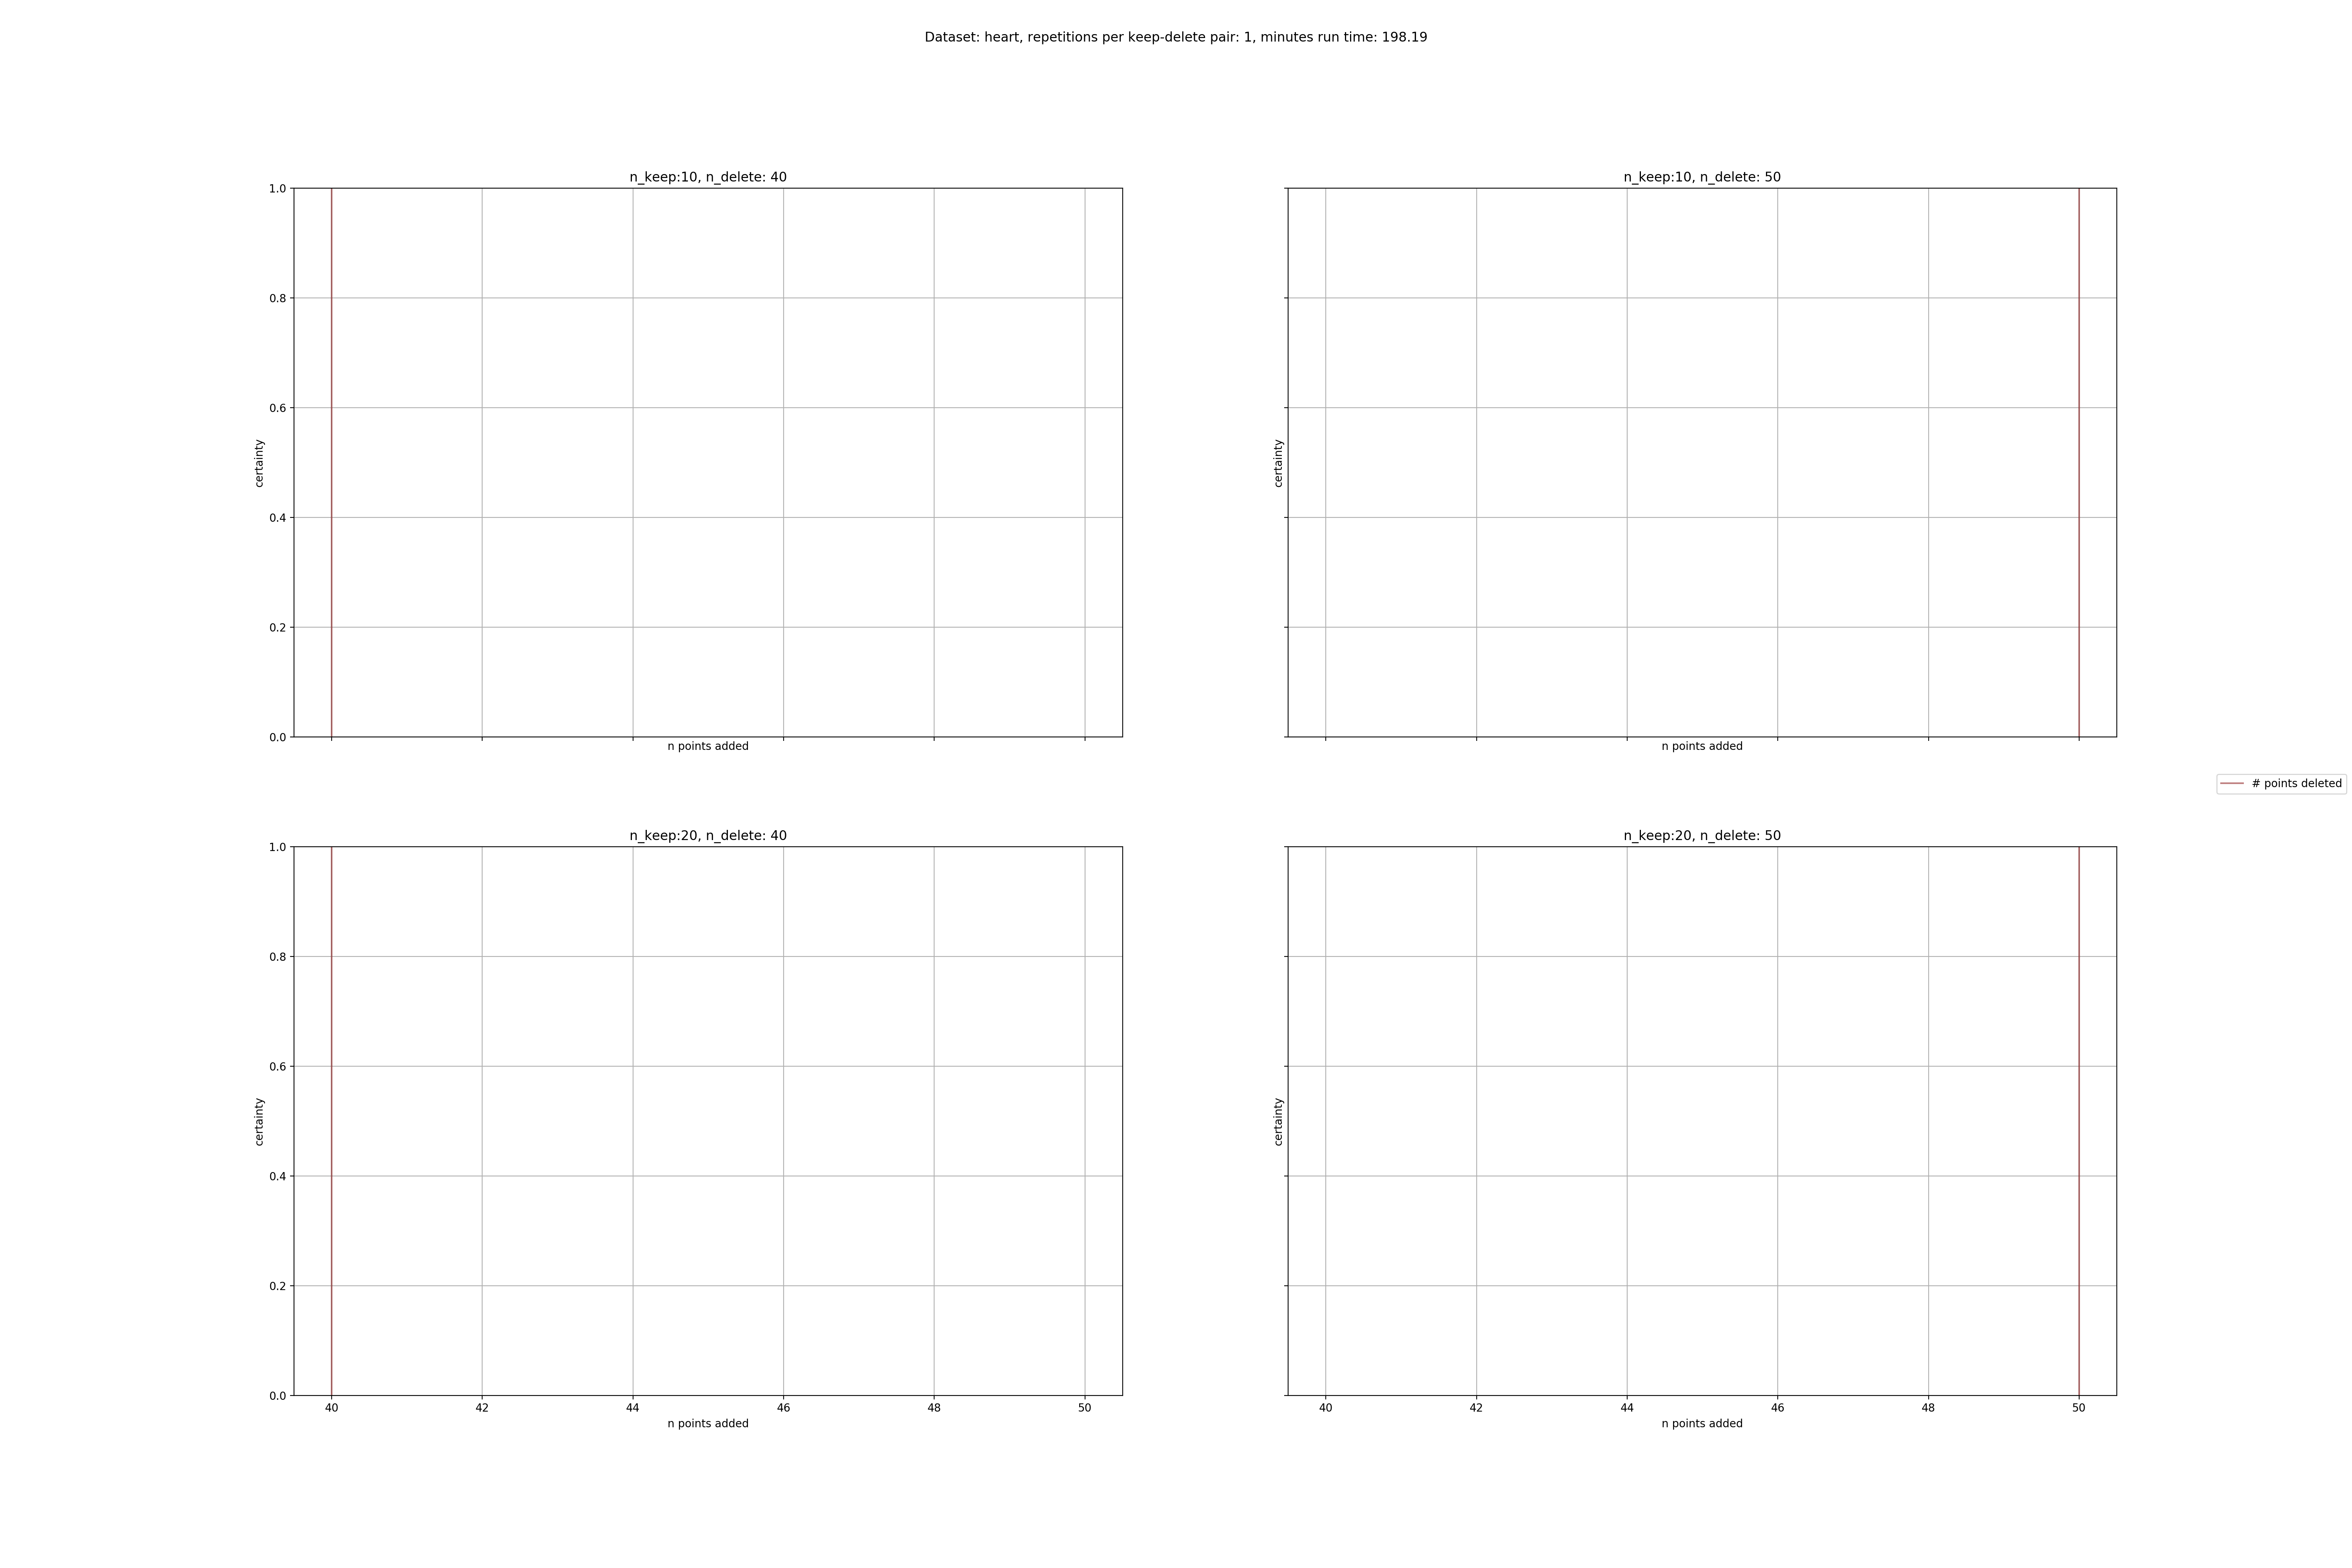 Dataset: heart, repetitions per keep-delete pair: 1, minutes run time: 198.19
n_keep:10, n_delete: 40
1.0
0.8
0.6
0.4
0.2
0.0
certainty
n points added
n_keep:10, n_delete: 50
certainty
n points added
# points deleted
n_keep:20, n_delete: 40
1.0
0.8
0.6
0.4
0.2
0.0
certainty
40 42 44 46 48 50
n points added
n_keep:20, n_delete: 50
certainty
40 42 44 46 48 50
n points added